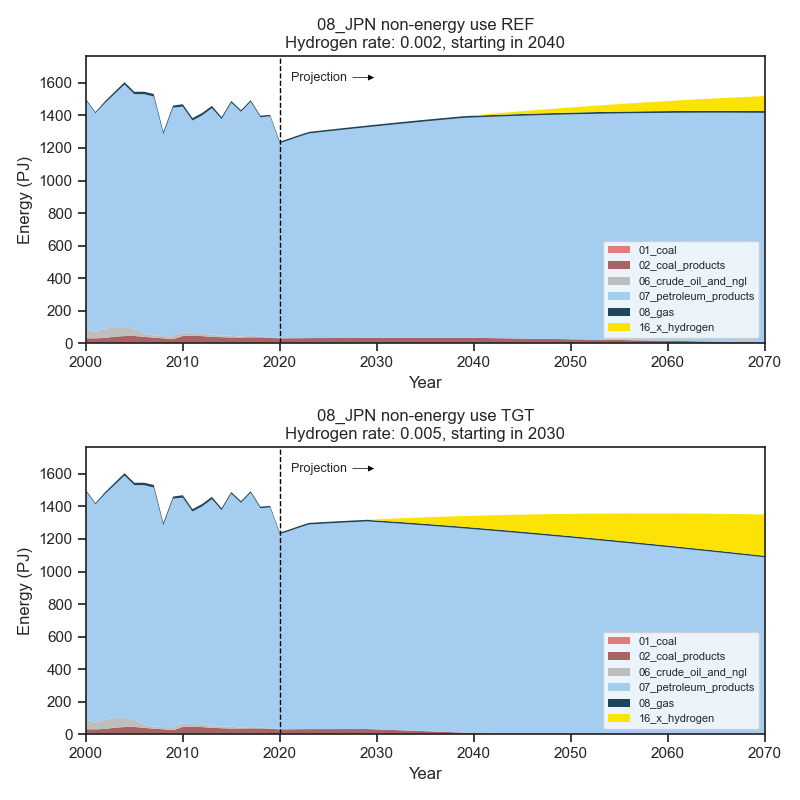 08_JPN non-energy use REF
Hydrogen rate: 0.002, starting in 2040
Projection
1600
1400
1200
1000
800
600
400
200
0
Energy (PJ)
01_coal
02_coal_products
06_crude_oil_and_ngl
07_petroleum_products
08_gas
16_x_hydrogen
2000 2010 2020 2030 2040 2050 2060 2070
Year
08_JPN non-energy use TGT
Hydrogen rate: 0.005, starting in 2030
Projection
1600
1400
1200
1000
800
600
400
200
0
Energy (PJ)
01_coal
02_coal_products
06_crude_oil_and_ngl
07_petroleum_products
08_gas
16_x_hydrogen
2000 2010 2020 2030 2040 2050 2060 2070
Year